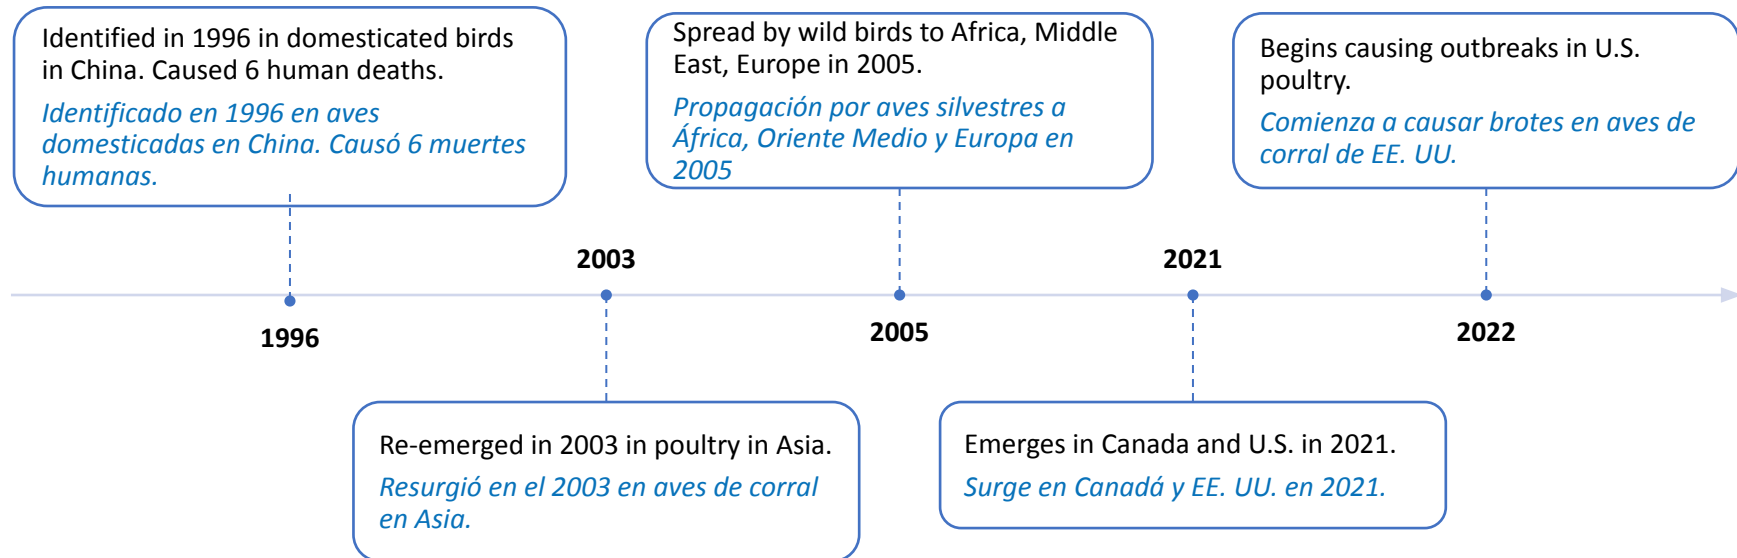 Identified in 1996 in domesticated birds
in China. Caused 6 human deaths.
Identificado en 1996 en aves
domesticadas en China. Causó 6 muertes
humanas.
Spread by wild birds to Africa, Middle
East, Europe in 2005.
Propagación por aves silvestres a
África, Oriente Medio y Europa en
2005
Begins causing outbreaks in U.S.
poultry.
Comienza a causar brotes en aves de
corral de EE. UU.
2003
2021
1996
2005
2022
Re-emerged in 2003 in poultry in Asia.
Resurgió en el 2003 en aves de corral
en Asia.
Emerges in Canada and U.S. in 2021.
Surge en Canadá y EE. UU. en 2021.